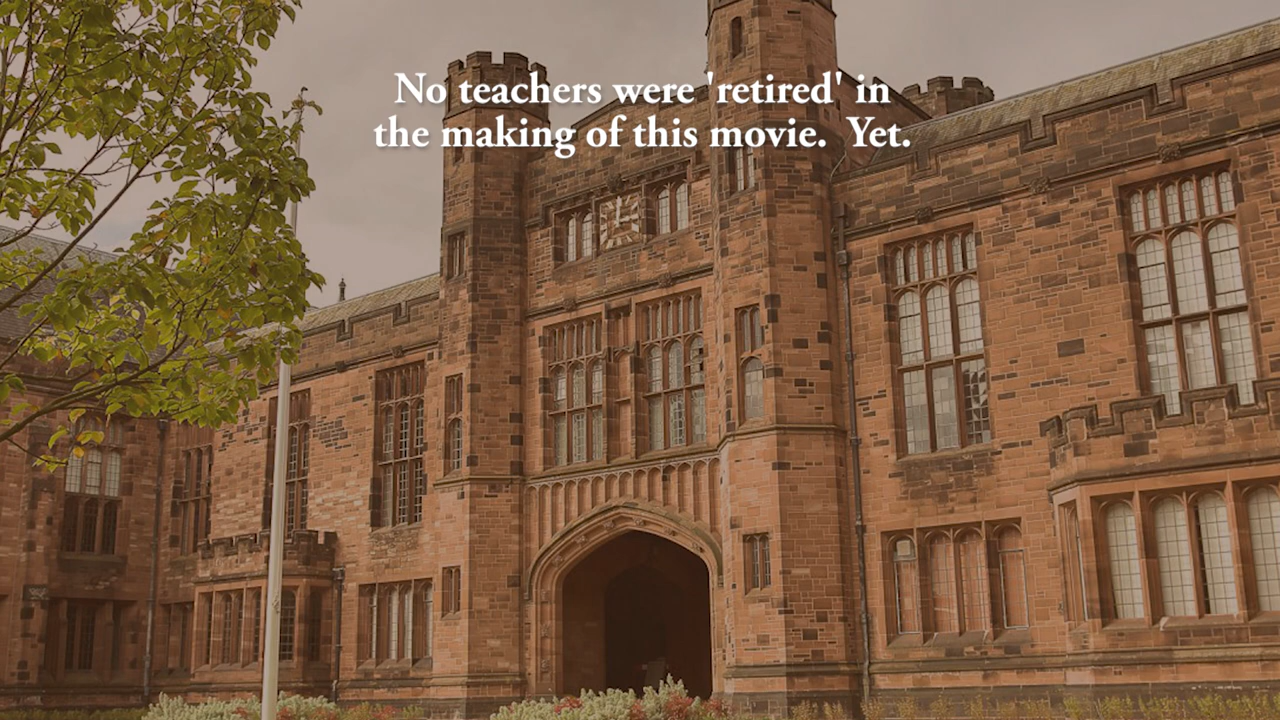 No teachers were 'retired' in
the making of this movie.  Yet.